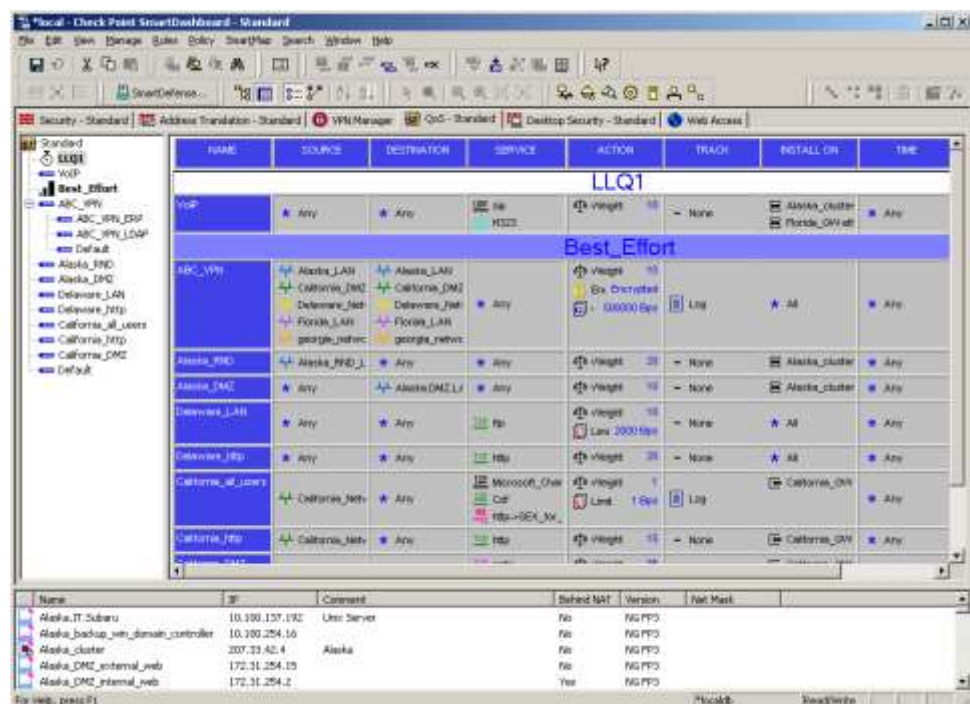 *local - Check Point SmartDashboard - Standard
File Edit View Manage Rules Policy SmartMap Search Window Help
SmartDefense...
Security - Standard Address Translation - Standard VPN Manager QoS - Standard Desktop Security - Standard Web Access
Standard
LLQ1
VoIP
Best_Effort
ABC_VPN
ABC_VPN_ERP
ABC_VPN_LDAP
Default
Alaska_RND
Alaska_DMZ
Delaware_LAN
Delaware_http
California_all_users
California_http
California_DMZ
Default
NAME SOURCE DESTINATION SERVICE ACTION TRACK INSTALL ON TIME
LLQ1
VoIP Any Any sip Weight 10 None Alaska_cluster Any
H323
Best_Effort
ABC_VPN Alaska_LAN Alaska_LAN Any Weight 10 Log All Any
California_DMZ California_DMZ Encrypted
Delaware_Net Delaware_Net
Florida_LAN Florida_LAN
georgia_netwc georgia_netwc
Alaska_RND Alaska_RND_L Any Any Weight 20 None Alaska_cluster Any
Alaska_DMZ Any Any Weight 10 None Alaska_cluster Any
Delaware_LAN Any Any ftp Weight 10 None All Any
Delaware_http Any Any http Weight None All Any
California_all_users California_Netw Any Weight 1 Log California_GW Any
Limit 1 Bps
California_http California_Netw Any http Weight 15 None California_GW Any
Name IP Comment Behind NAT Version Net Mask
Alaska.IT.Subaru 10.100.137.192 Unix Server No NG FP3
Alaska_backup_win_domain_controller 10.100.254.16 No NG FP3
Alaska_cluster 207.33.42.4 Alaska No NG FP3
Alaska_DMZ_external_web 172.31.254.15 No NG FP3
Alaska_DMZ_internal_web 172.31.254.2 Yes NG FP3
For Help, press F1 *localdb Read/Write